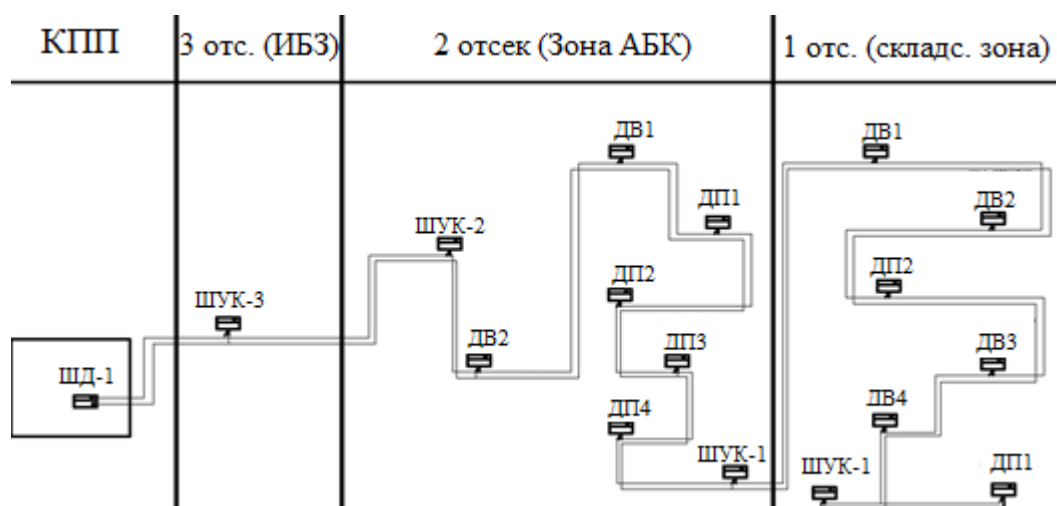 КПП
3 отс. (ИБЗ)
2 отсек (Зона АБК)
1 отс. (складс. зона)
ДВ1
ДВ1
ДП1
ДВ2
ШУК-2
ДП2
ДП2
ШУК-3
ДВ2
ДП3
ДВ3
ШД-1
ДП4
ДВ4
ШУК-1
ШУК-1
ДП1